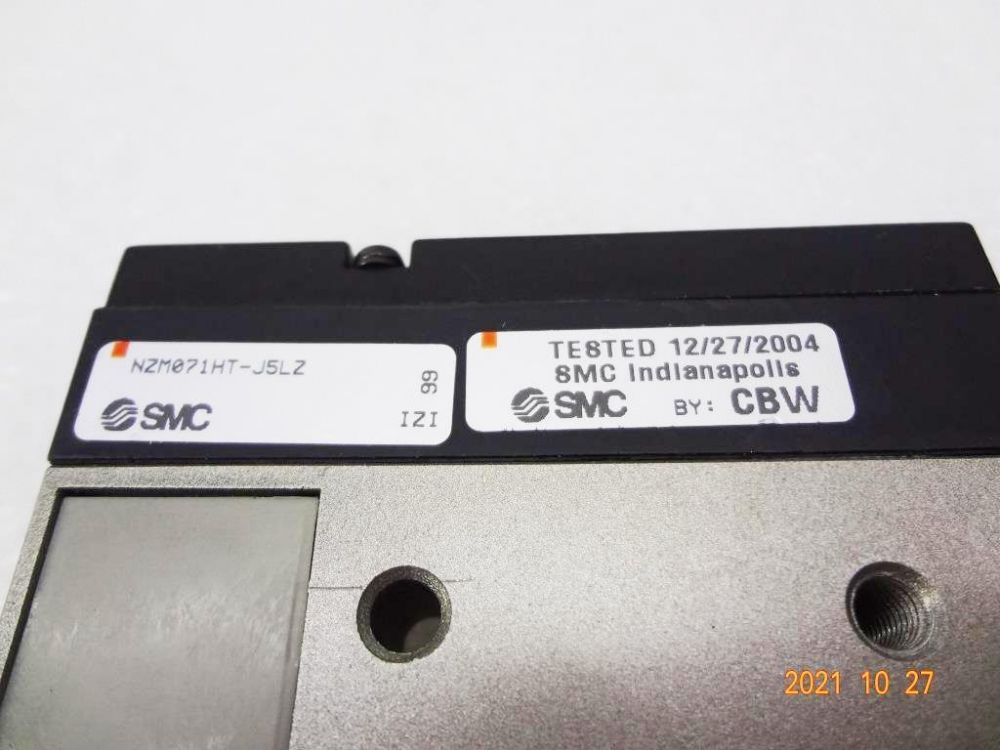 NZM071HT-J5LZ
99
SMC
IZI
TESTED 12/27/2004
SMC Indianapolis
SMC BY: CBW
2021 10 27